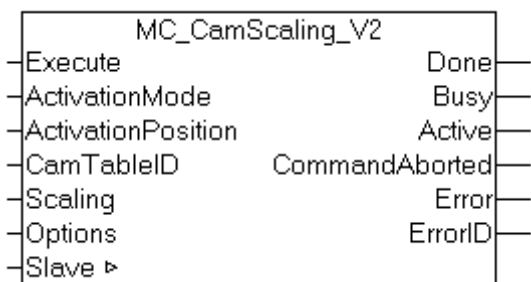 MC_CamScaling_V2
Execute Done
ActivationMode Busy
ActivationPosition Active
CamTableID CommandAborted
Scaling Error
Options ErrorID
Slave